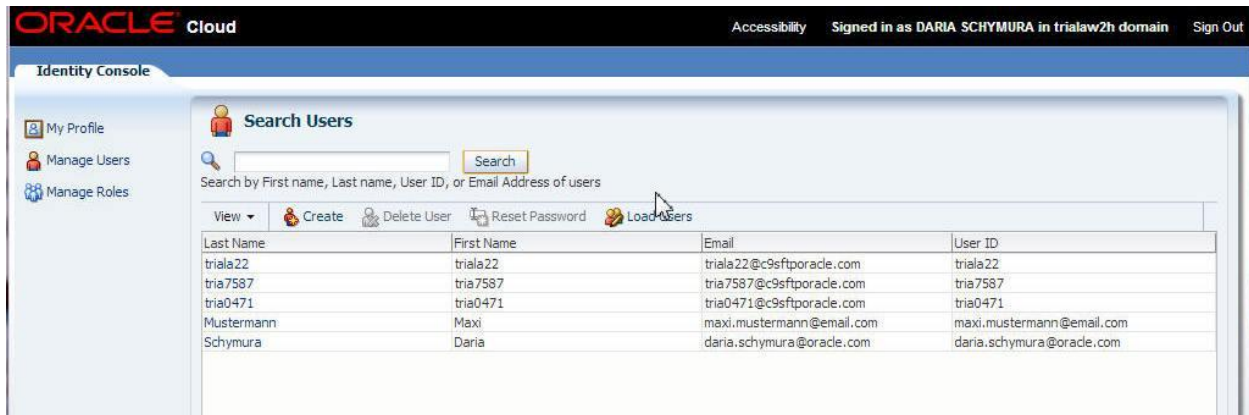 ORACLE Cloud Accessibility Signed in as DARIA SCHYMURA in trialaw2h domain Sign Out
Identity Console
My Profile
Manage Users
Manage Roles
Search Users
Search
Search by First name, Last name, User ID, or Email Address of users
View Create Delete User Reset Password Load Users
Last Name First Name Email User ID
triala22 triala22 triala22@c9sftporacle.com triala22
tria7587 tria7587 tria7587@c9sftporacle.com tria7587
tria0471 tria0471 tria0471@c9sftporacle.com tria0471
Mustermann Maxi maxi.mustermann@email.com maxi.mustermann@email.com
Schymura Daria daria.schymura@oracle.com daria.schymura@oracle.com